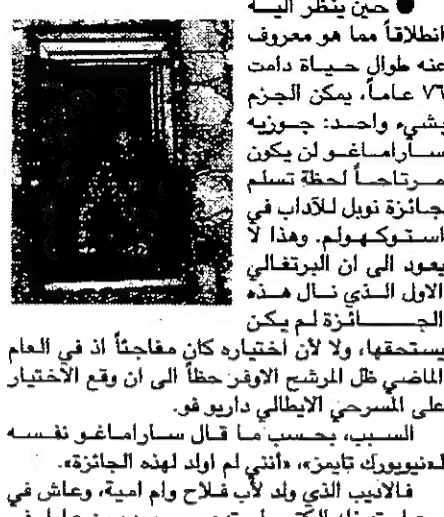 ● حين ينظر اليه
انطلاقاً مما هو معروف
عنه طوال حياة دامت
٧٦ عاماً، يمكن الجزم
بشيء واحد: جوزيه
ساراماغو لن يكون
مرتاحاً لحظة تسلم
جائزة نوبل للآداب في
استوكهولم. وهذا لا
يعود الى ان البرتغالي
الاول الذي نال هذه
الجائزة لم يكن
يستحقها، ولا لأن اختياره كان مفاجئاً اذ في العام
الماضي ظل المرشح الاوفر حظاً الى ان وقع الاختيار
على المسرحي الايطالي داريو فو.
السبب، بحسب ما قال ساراماغو نفسه
لـ«نيويورك تايمز»، «أنني لم اولد لهذه الجائزة».
فالاديب الذي ولد لأب فلاح وام امية، وعاش في